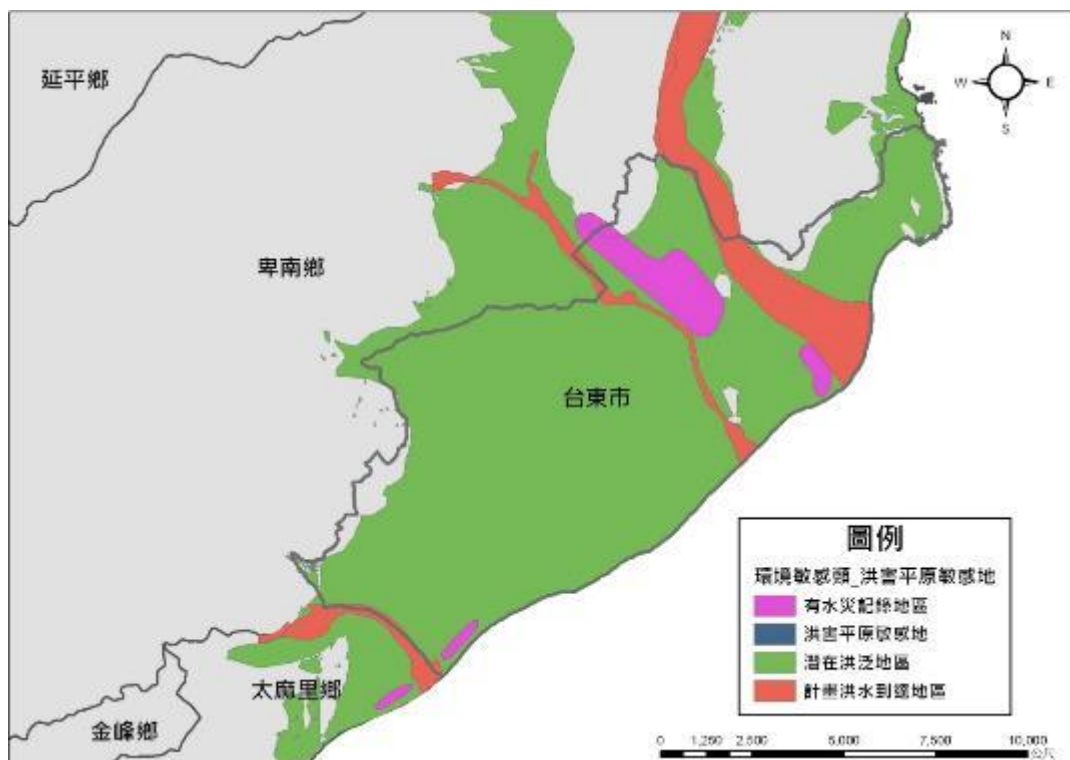 延平鄉
N
W
E
S
卑南鄉
台東市
圖例
環境敏感類_洪害平原敏感地
有水災記錄地區
洪害平原敏感地
潛在洪泛地區
計畫洪水到達地區
太麻里鄉
金峰鄉
0 1,250 2,500 5,000 7,500 10,000
公尺